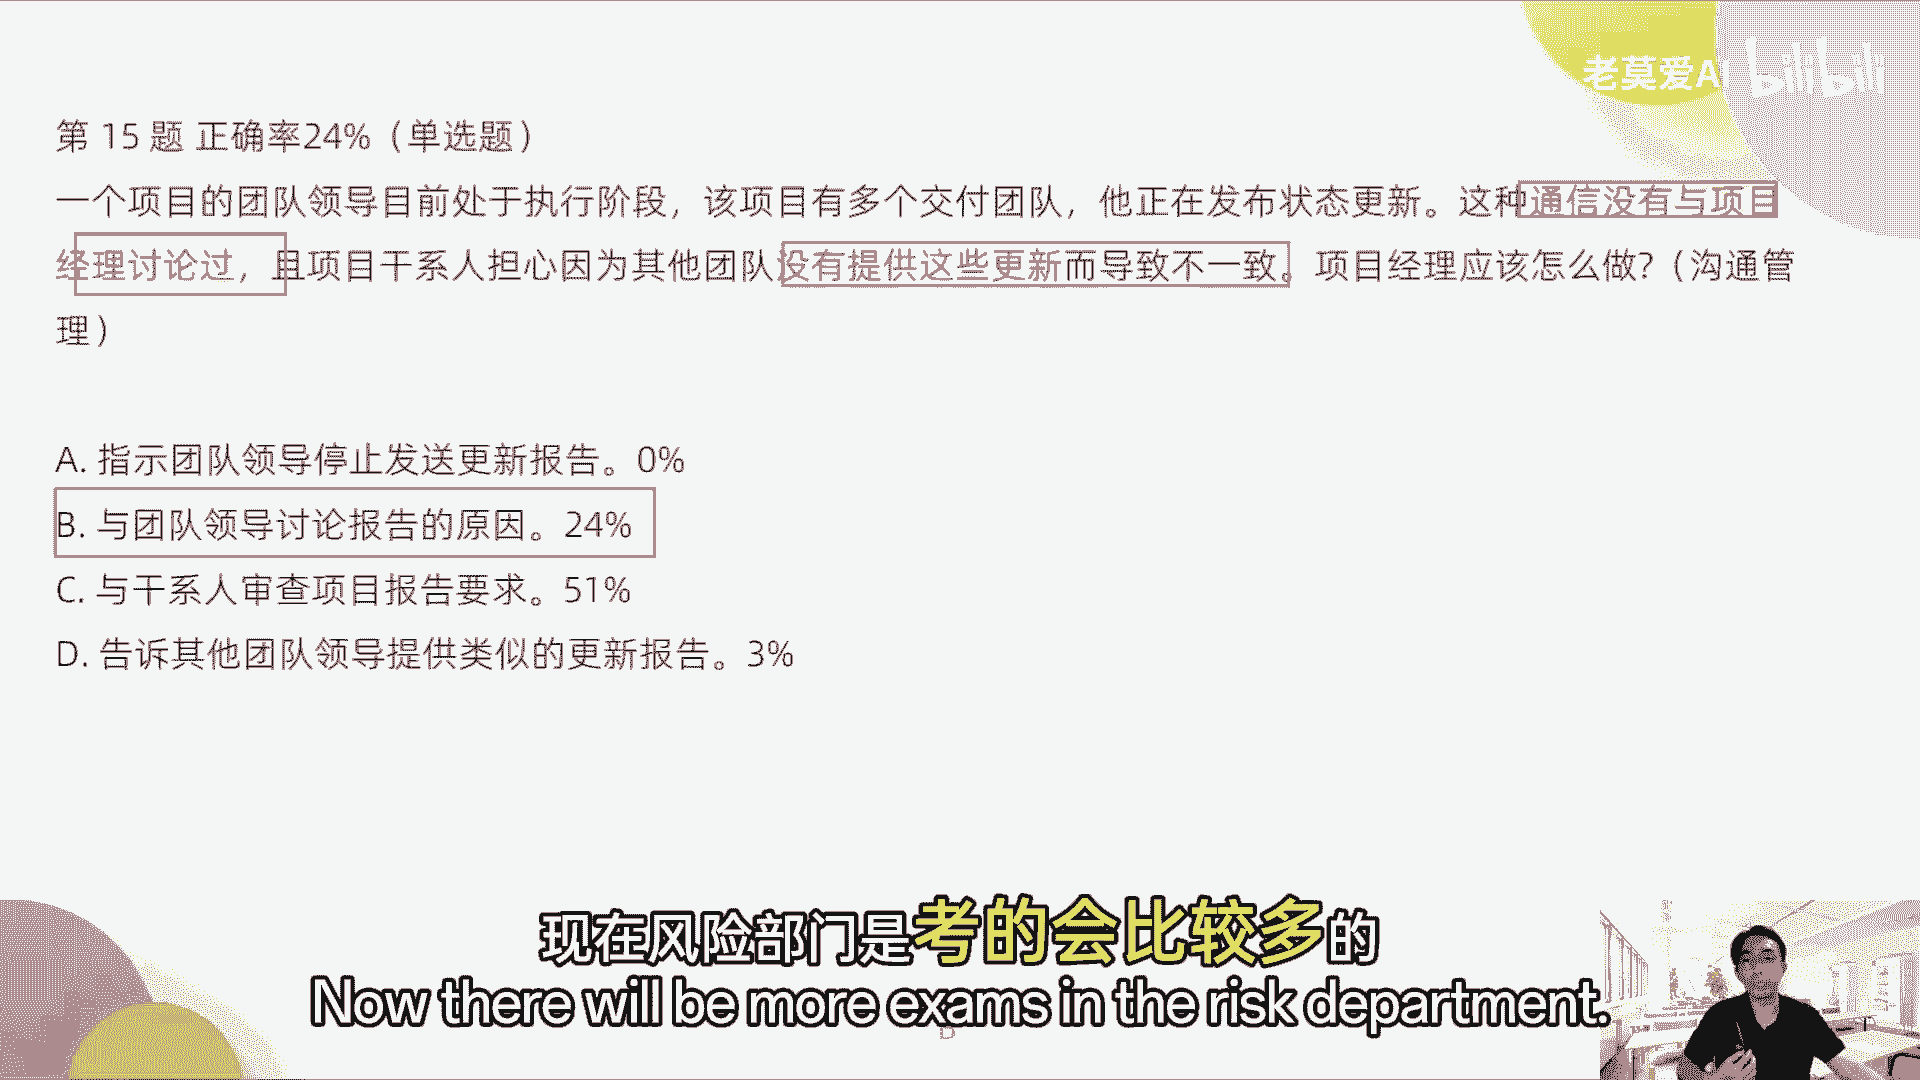 老莫爱AI bilibili
第 15 题 正确率24%（单选题）
一个项目的团队领导目前处于执行阶段，该项目有多个交付团队，他正在发布状态更新。这种通信没有与项目
经理讨论过，且项目干系人担心因为其他团队没有提供这些更新而导致不一致。项目经理应该怎么做?（沟通管
理）
A. 指示团队领导停止发送更新报告。0%
B. 与团队领导讨论报告的原因。24%
C. 与干系人审查项目报告要求。51%
D. 告诉其他团队领导提供类似的更新报告。3%
现在风险部门是考的会比较多的
Now there will be more exams in the risk department.